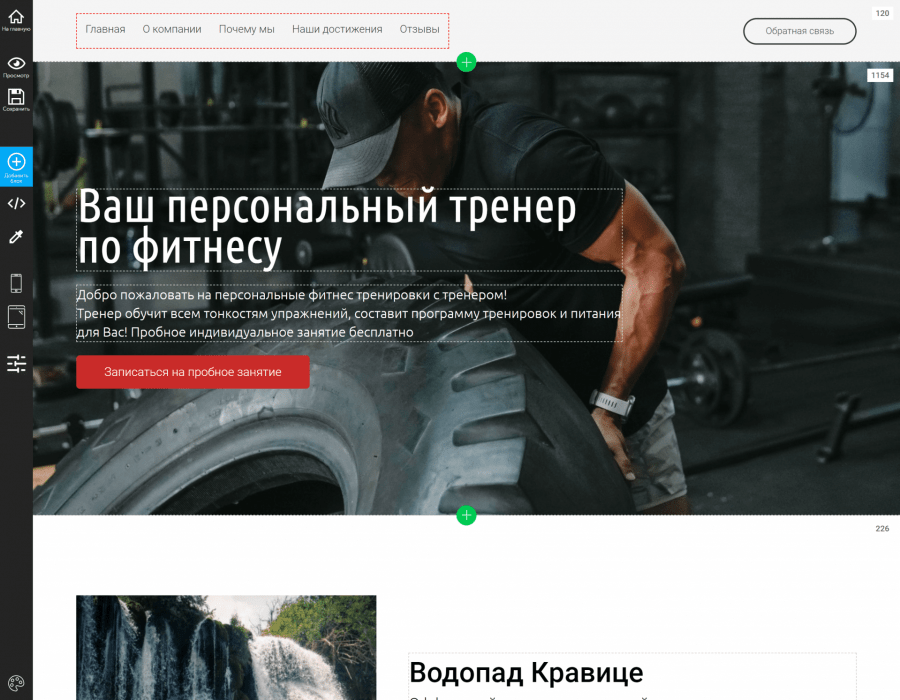 На главную
Просмотр
Сохранить
Добавить
блок
Главная О компании Почему мы Наши достижения Отзывы
Обратная связь
120
1154
Ваш персональный тренер
по фитнесу
Добро пожаловать на персональные фитнес тренировки с тренером!
Тренер обучит всем тонкостям упражнений, составит программу тренировок и питания
для Вас! Пробное индивидуальное занятие бесплатно
Записаться на пробное занятие
226
Водопад Кравице